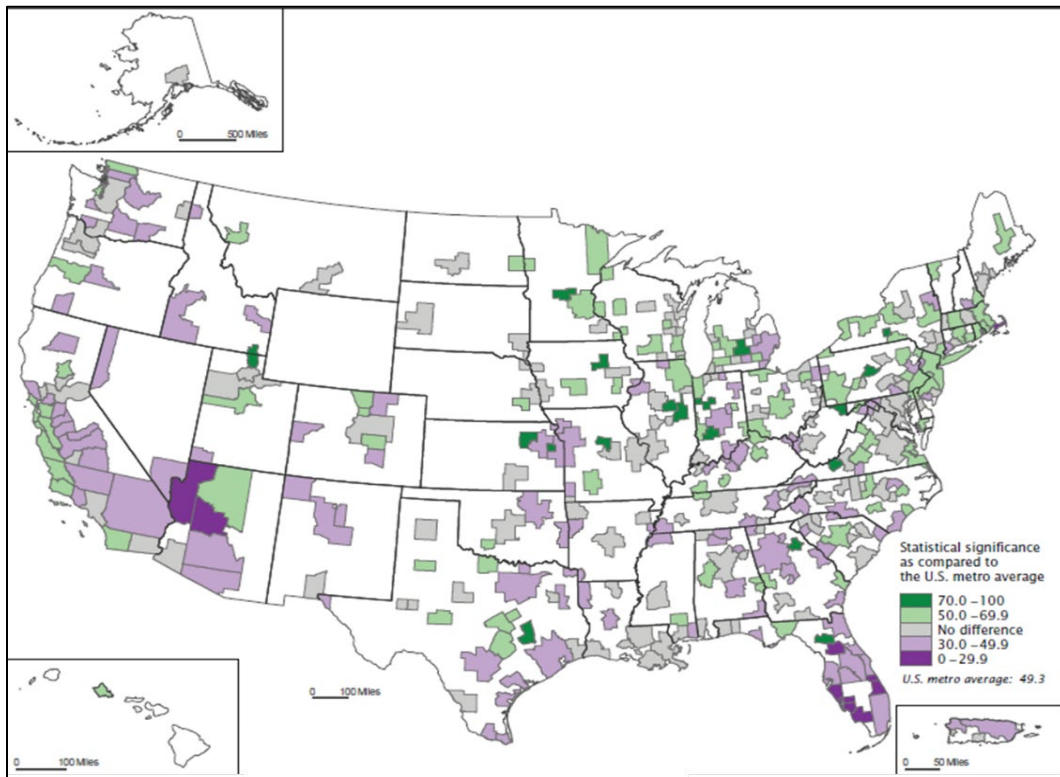 0 500 Miles
Statistical significance
as compared to
the U.S. metro average
70.0 – 100
50.0 – 69.9
No difference
30.0 – 49.9
0 – 29.9
U.S. metro average: 49.3
0 100 Miles
0 100 Miles
0 50 Miles